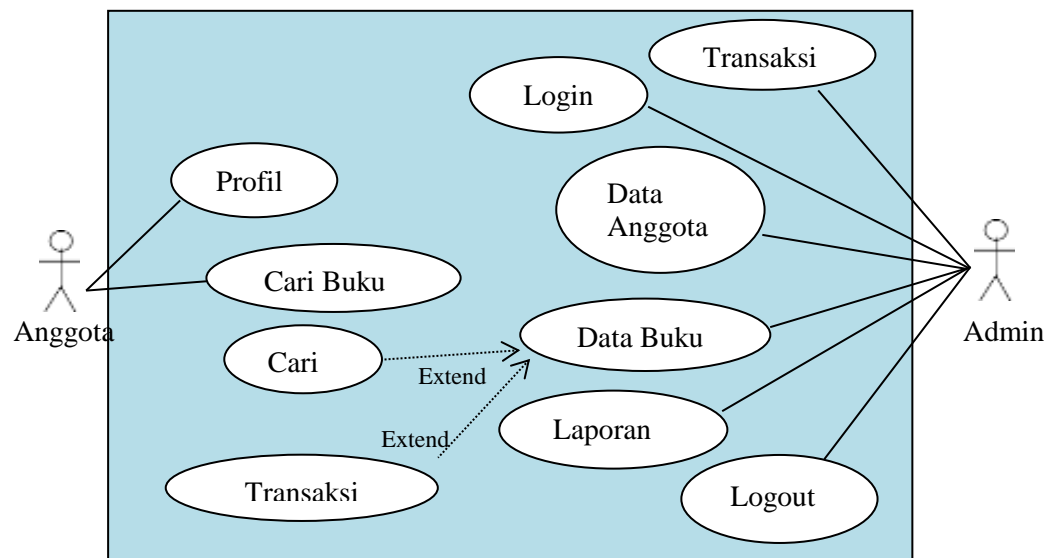 Transaksi
Login
Profil
Data
Anggota
Cari Buku
Anggota
Admin
Data Buku
Cari
Extend
Extend
Laporan
Transaksi
Logout